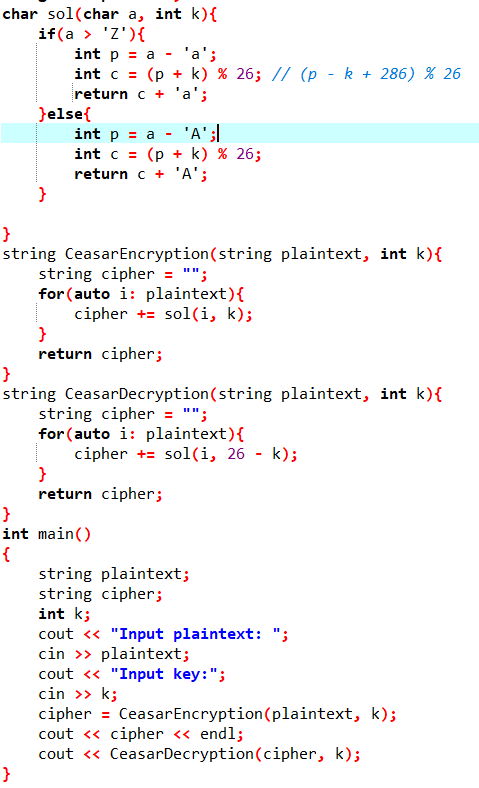 char sol(char a, int k){
    if(a > 'Z'){
        int p = a - 'a';
        int c = (p + k) % 26; // (p - k + 286) % 26
        return c + 'a';
    }else{
        int p = a - 'A';
        int c = (p + k) % 26;
        return c + 'A';
    }

}
string CeasarEncryption(string plaintext, int k){
    string cipher = "";
    for(auto i: plaintext){
        cipher += sol(i, k);
    }
    return cipher;
}
string CeasarDecryption(string plaintext, int k){
    string cipher = "";
    for(auto i: plaintext){
        cipher += sol(i, 26 - k);
    }
    return cipher;
}
int main()
{
    string plaintext;
    string cipher;
    int k;
    cout << "Input plaintext: ";
    cin >> plaintext;
    cout << "Input key:";
    cin >> k;
    cipher = CeasarEncryption(plaintext, k);
    cout << cipher << endl;
    cout << CeasarDecryption(cipher, k);
}